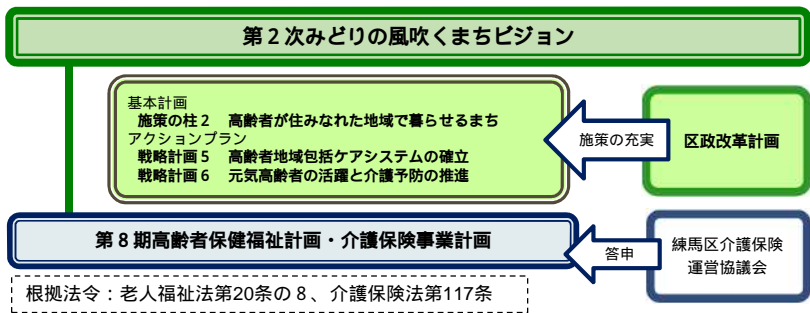 第２次みどりの風吹くまちビジョン
基本計画
施策の柱２　高齢者が住みなれた地域で暮らせるまち
アクションプラン
戦略計画５　高齢者地域包括ケアシステムの確立
戦略計画６　元気高齢者の活躍と介護予防の推進
施策の充実
区政改革計画
第８期高齢者保健福祉計画・介護保険事業計画
答申
練馬区介護保険
運営協議会
根拠法令：老人福祉法第20条の８、介護保険法第117条